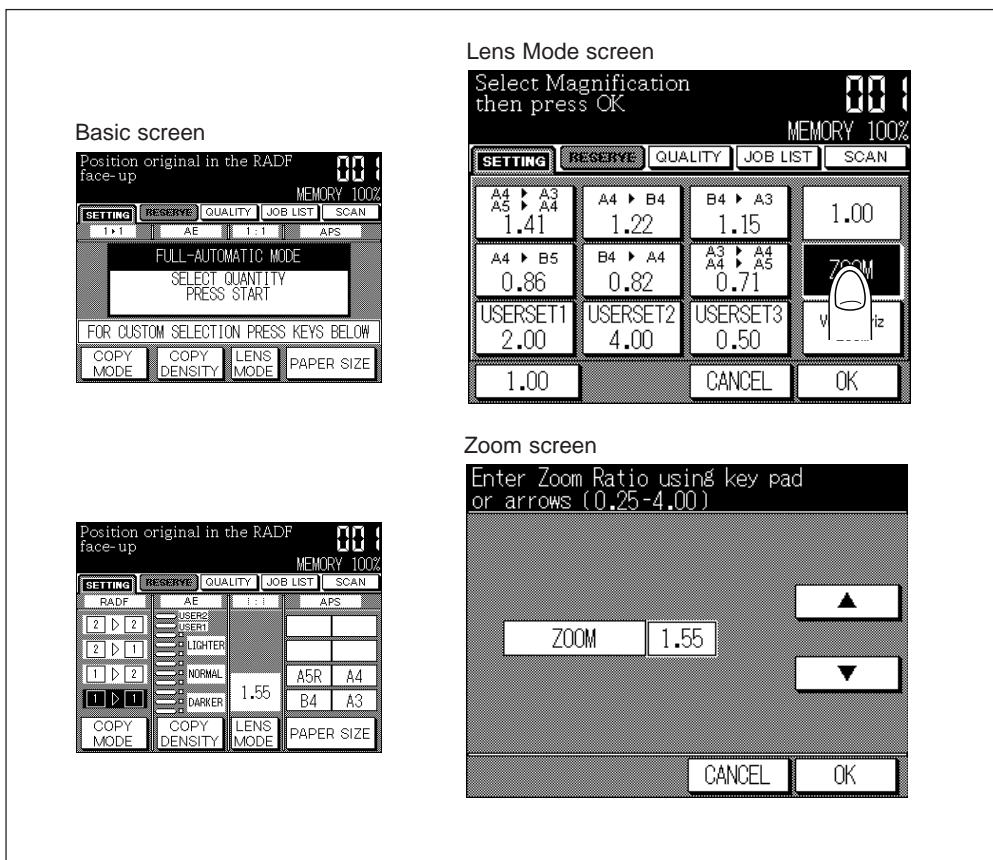 Lens Mode screen
Select Magnification
then press OK
001
MEMORY 100%
SETTING RESERVE QUALITY JOB LIST SCAN
A4 ▶ A3
A5 ▶ A4
1.41
A4 ▶ B4
1.22
B4 ▶ A3
1.15
1.00
A4 ▶ B5
0.86
B4 ▶ A4
0.82
A3 ▶ A4
A4 ▶ A5
0.71
USERSET1
2.00
USERSET2
4.00
USERSET3
0.50
1.00 CANCEL OK
Basic screen
Position original in the RADF
face-up
001
MEMORY 100%
SETTING RESERVE QUALITY JOB LIST SCAN
1▶1 AE 1:1 APS
FULL-AUTOMATIC MODE
SELECT QUANTITY
PRESS START
FOR CUSTOM SELECTION PRESS KEYS BELOW
COPY
MODE
COPY
DENSITY
LENS
MODE
PAPER SIZE
Zoom screen
Enter Zoom Ratio using key pad
or arrows (0.25-4.00)
▲
ZOOM 1.55
▼
CANCEL OK
Position original in the RADF
face-up
001
MEMORY 100%
SETTING RESERVE QUALITY JOB LIST SCAN
RADF AE 1:1 APS
2 ▷ 2
2 ▷ 1
1 ▷ 2
1 ▷ 1
USER2
USER1
LIGHTER
NORMAL
DARKER
1.55
A5R A4
B4 A3
COPY
MODE
COPY
DENSITY
LENS
MODE
PAPER SIZE